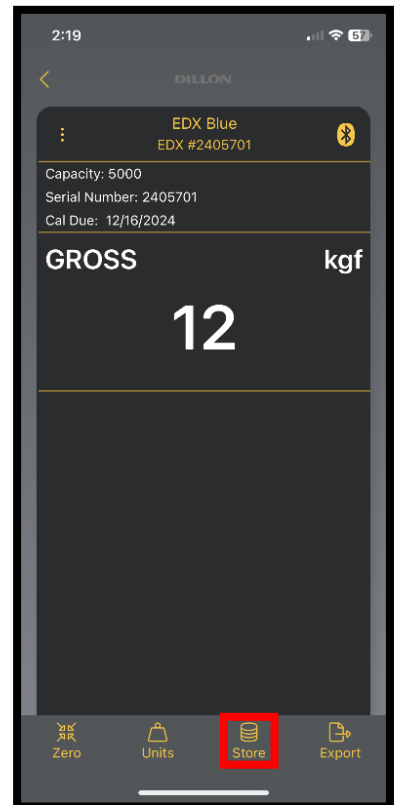 2:19
57
DILLON
EDX Blue
EDX #2405701
Capacity: 5000
Serial Number: 2405701
Cal Due: 12/16/2024
GROSS kgf
12
Zero Units Store Export